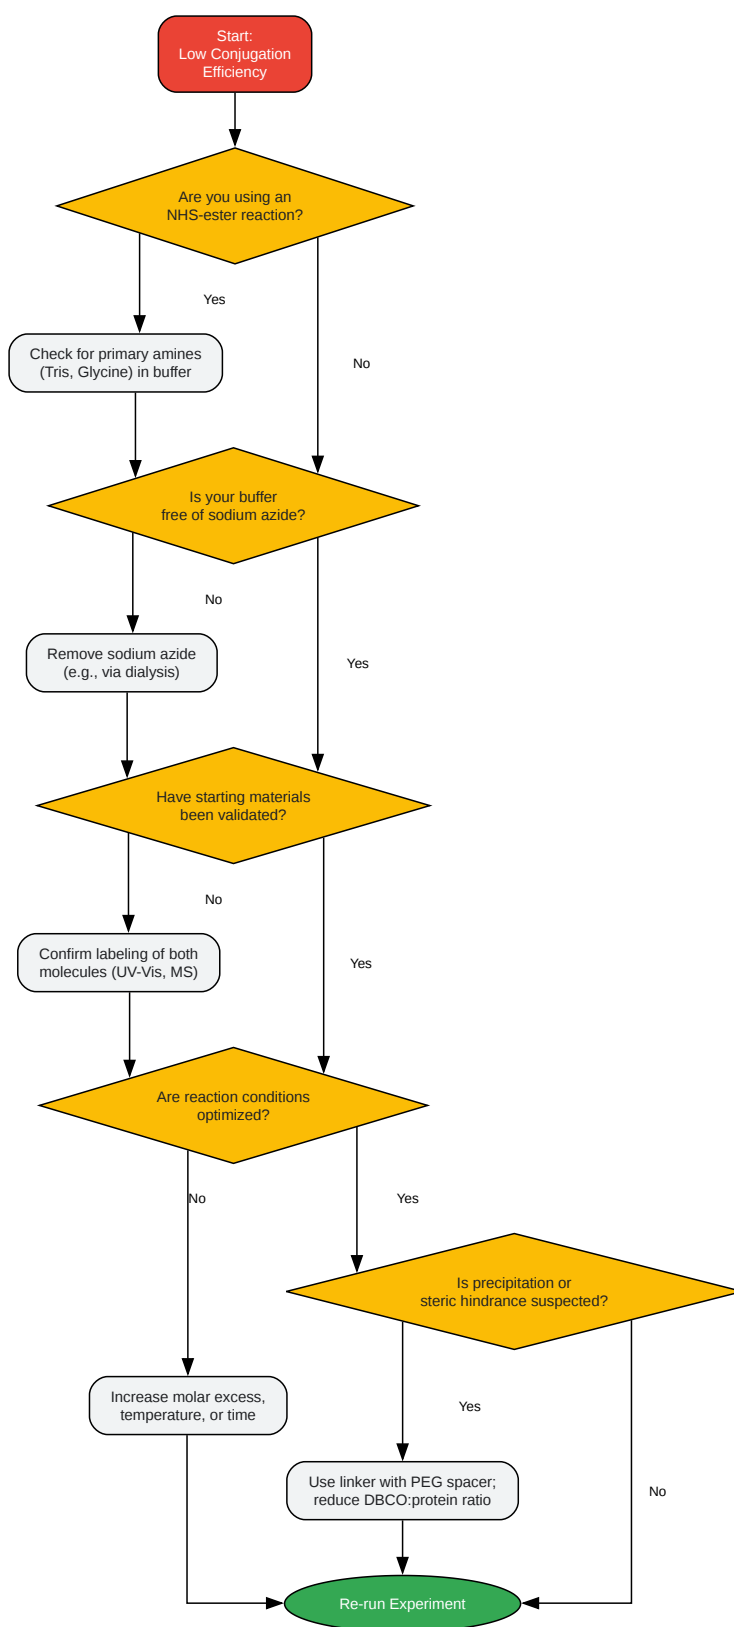 Start:
Low Conjugation
Efficiency
Are you using an
NHS-ester reaction?
Yes
No
Check for primary amines
(Tris, Glycine) in buffer
Is your buffer
free of sodium azide?
No
Yes
Remove sodium azide
(e.g., via dialysis)
Have starting materials
been validated?
No
Yes
Confirm labeling of both
molecules (UV-Vis, MS)
Are reaction conditions
optimized?
No
Yes
Is precipitation or
steric hindrance suspected?
Increase molar excess,
temperature, or time
Yes
No
Use linker with PEG spacer;
reduce DBCO:protein ratio
Re-run Experiment